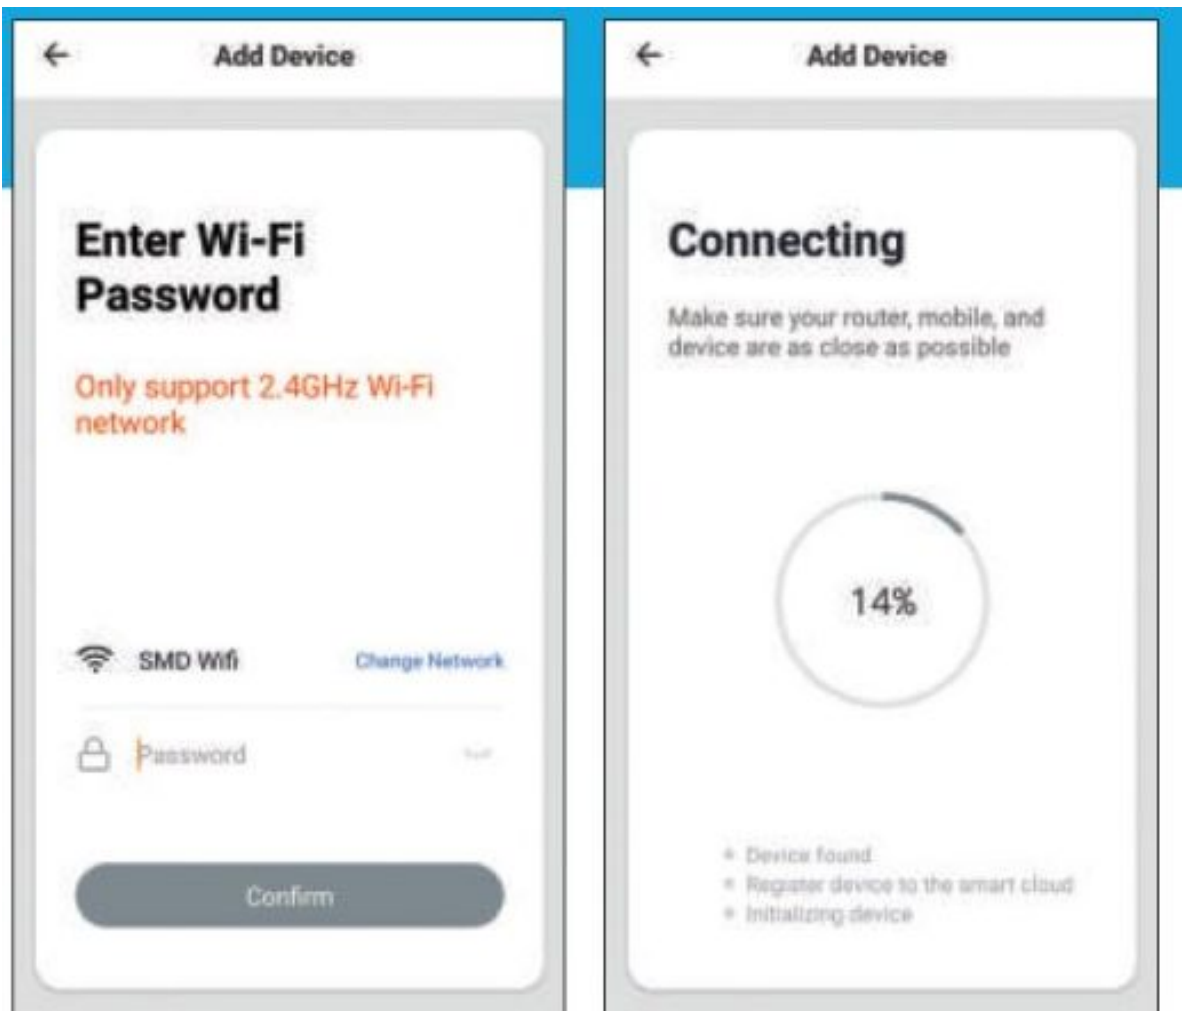 Add Device
Enter Wi-Fi
Password
Only support 2.4GHz Wi-Fi
network
SMD Wifi
Change Network
Password
Confirm
Add Device
Connecting
Make sure your router, mobile, and
device are as close as possible
14%
Device found
Register device to the smart cloud
Initializing device